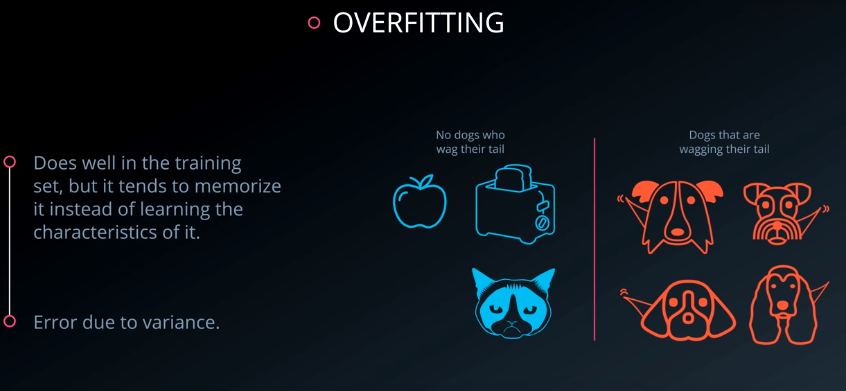 OVERFITTING
Does well in the training
set, but it tends to memorize
it instead of learning the
characteristics of it.
Error due to variance.
No dogs who
wag their tail
Dogs that are
wagging their tail